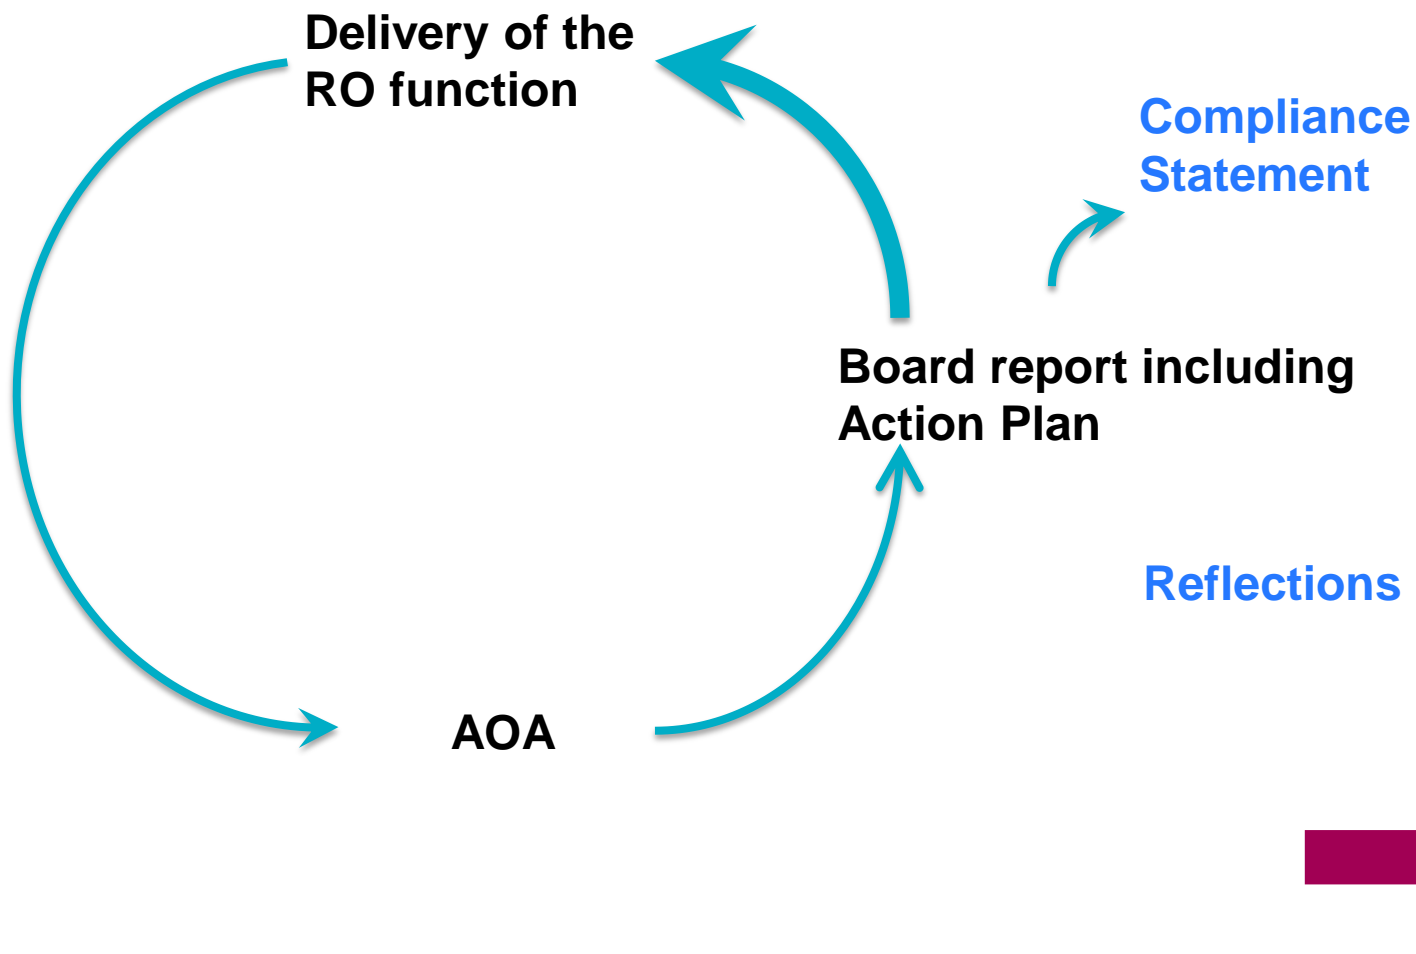 Delivery of the
RO function
Compliance
Statement
Board report including
Action Plan
Reflections
AOA